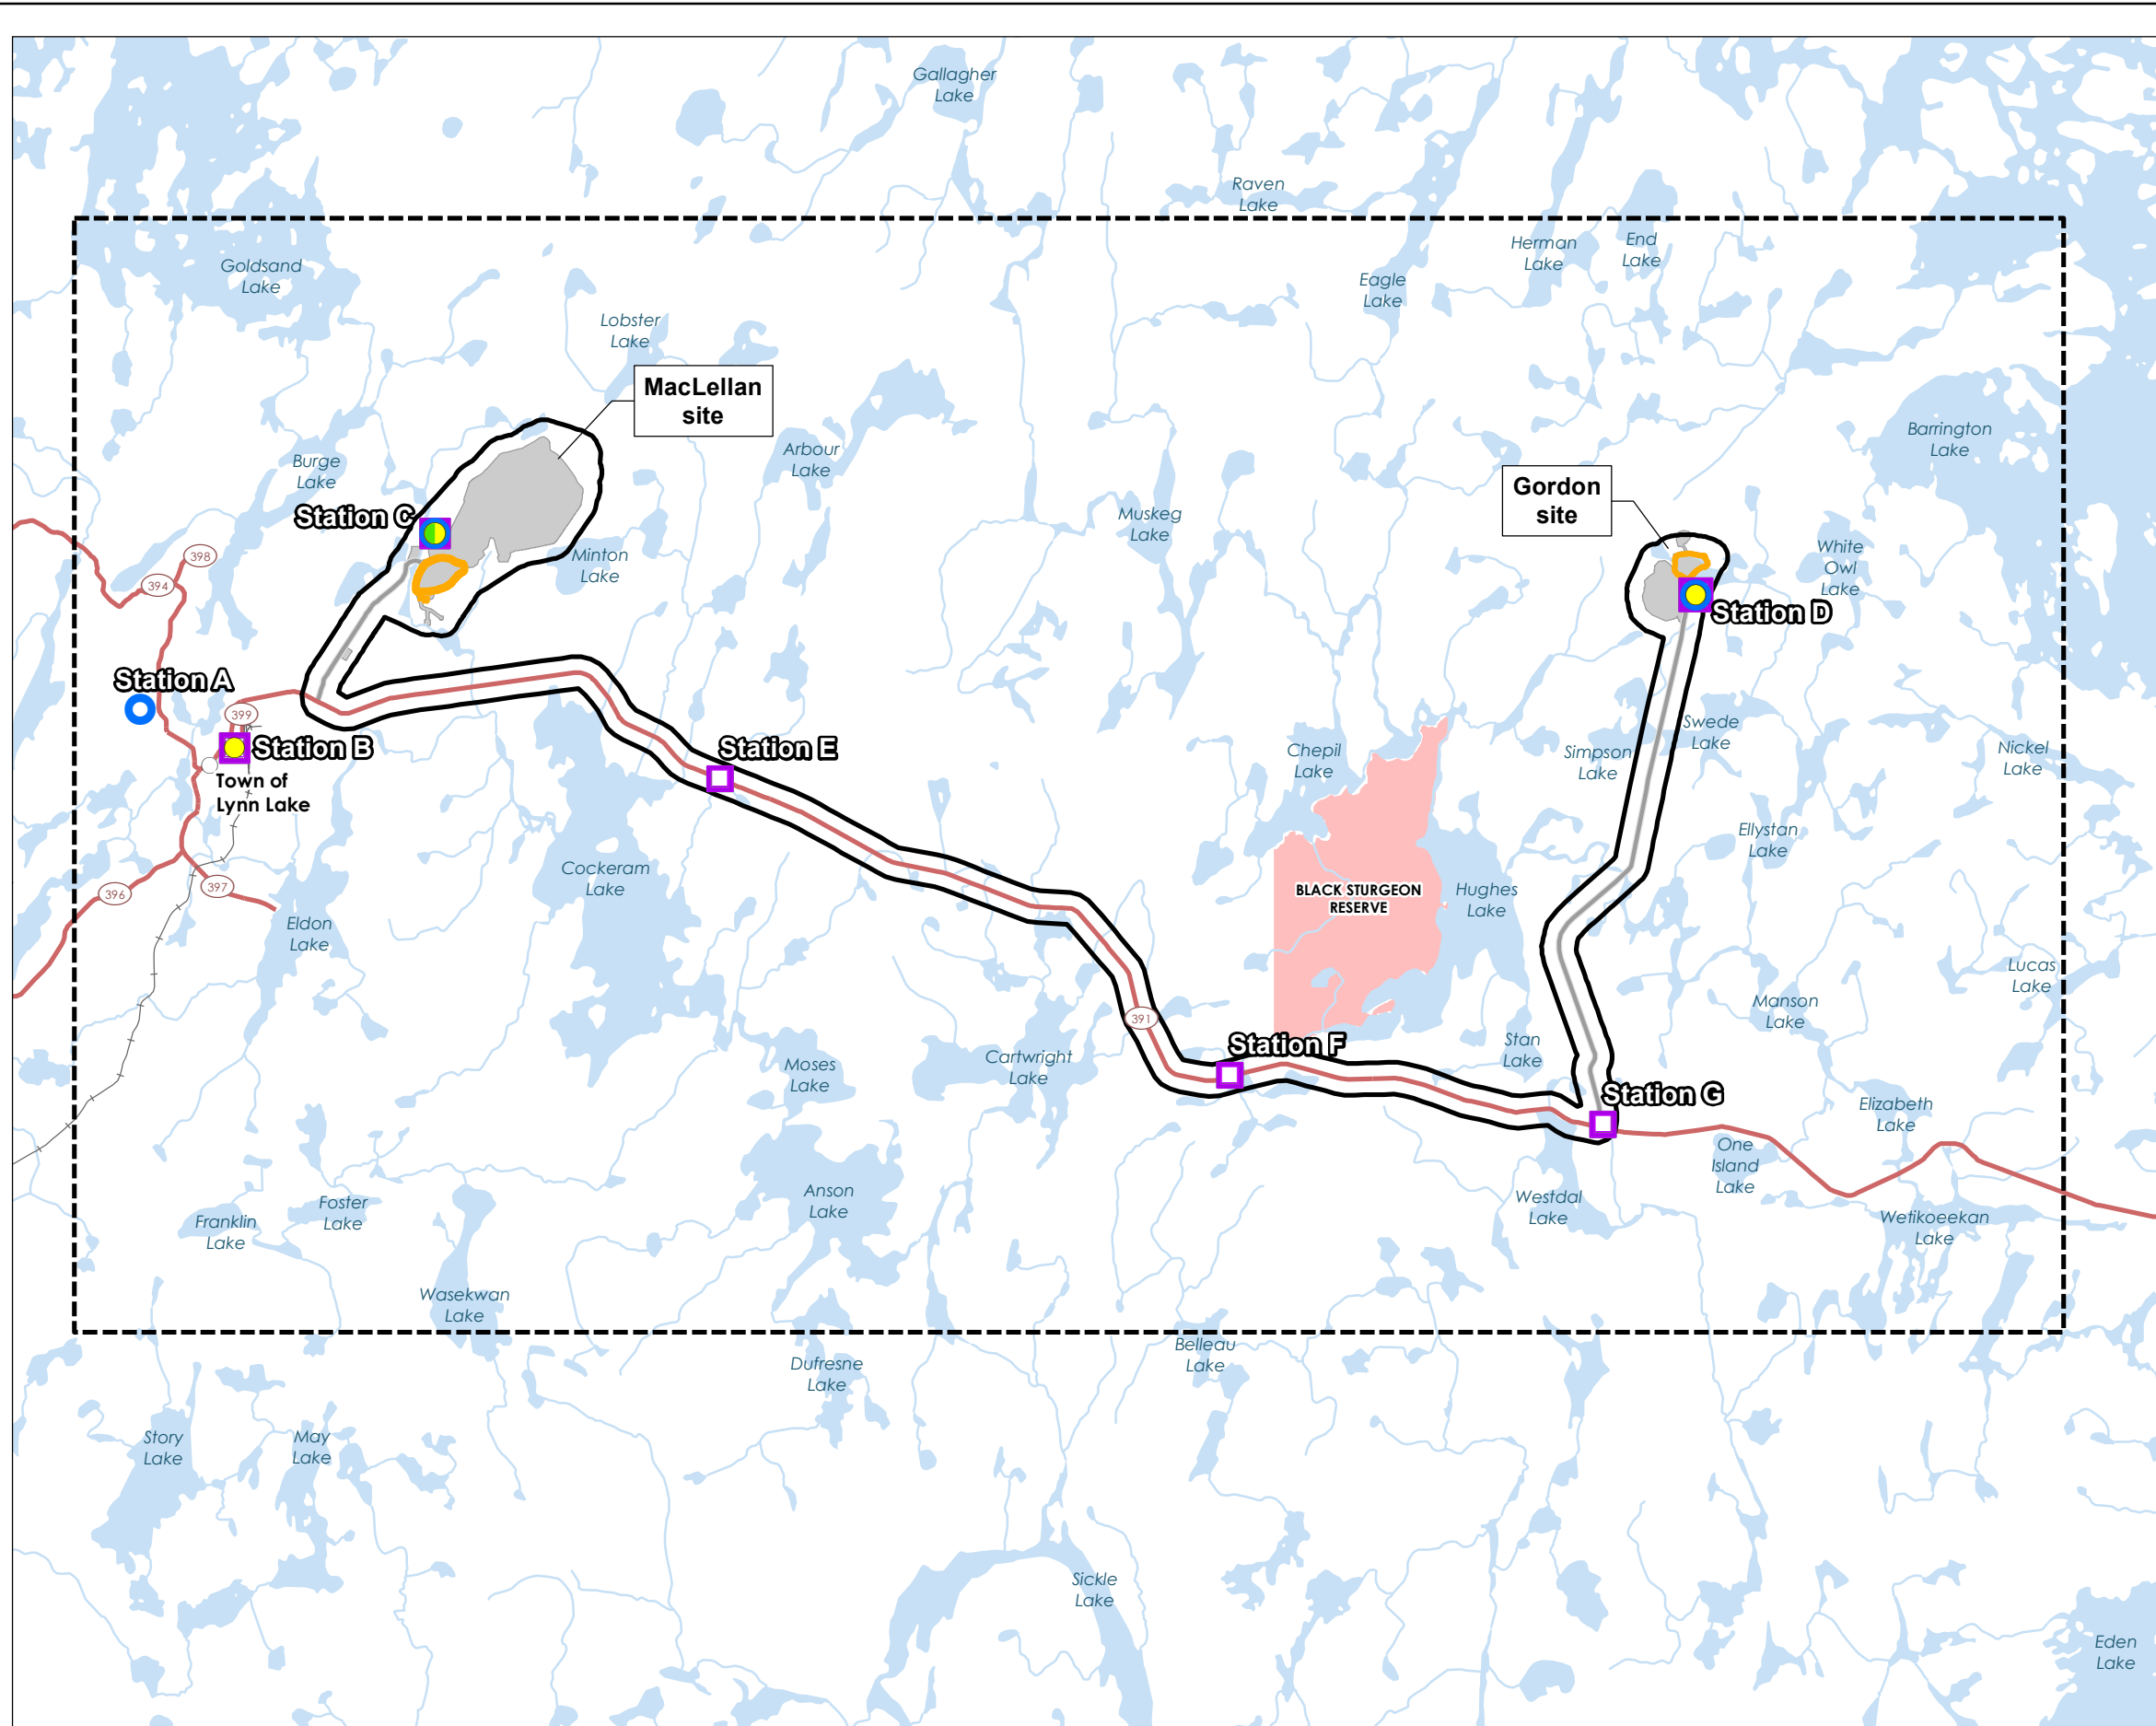 Gallagher
Lake
Raven
Lake
Herman
Lake
End
Lake
Goldsand
Lake
Eagle
Lake
Lobster
Lake
MacLellan
site
Barrington
Lake
Arbour
Lake
Burge
Lake
Gordon
site
Station C
Muskeg
Lake
White
Owl
Lake
Minton
Lake
398
394
Station D
Station A
399
Station B
Station E
Swede
Lake
Simpson
Lake
Chepil
Lake
Nickel
Lake
Town of
Lynn Lake
Ellystan
Lake
Cockeram
Lake
BLACK STURGEON
RESERVE
Hughes
Lake
396
397
Eldon
Lake
Lucas
Lake
Manson
Lake
391
Station F
Stan
Lake
Cartwright
Lake
Moses
Lake
Station G
Elizabeth
Lake
One
Island
Lake
Anson
Lake
Westdal
Lake
Foster
Lake
Franklin
Lake
Wetikoeekan
Lake
Wasekwan
Lake
Belleau
Lake
Dufresne
Lake
Story
Lake
May
Lake
Sickle
Lake
Eden
Lake